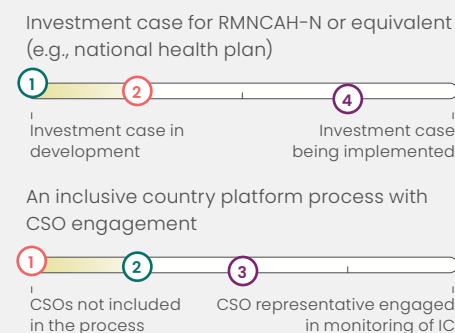 Investment case for RMNCAH-N or equivalent
(e.g., national health plan)
1 2 4
Investment case in Investment case
development being implemented
An inclusive country platform process with
CSO engagement
1 2 3
CSOs not included CSO representative engaged
in the process in monitoring of IC